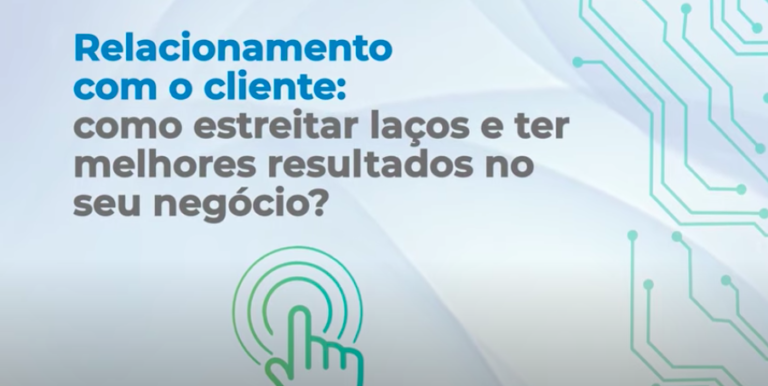 Relacionamento
com o cliente:
como estreitar laços e ter
melhores resultados no
seu negócio?